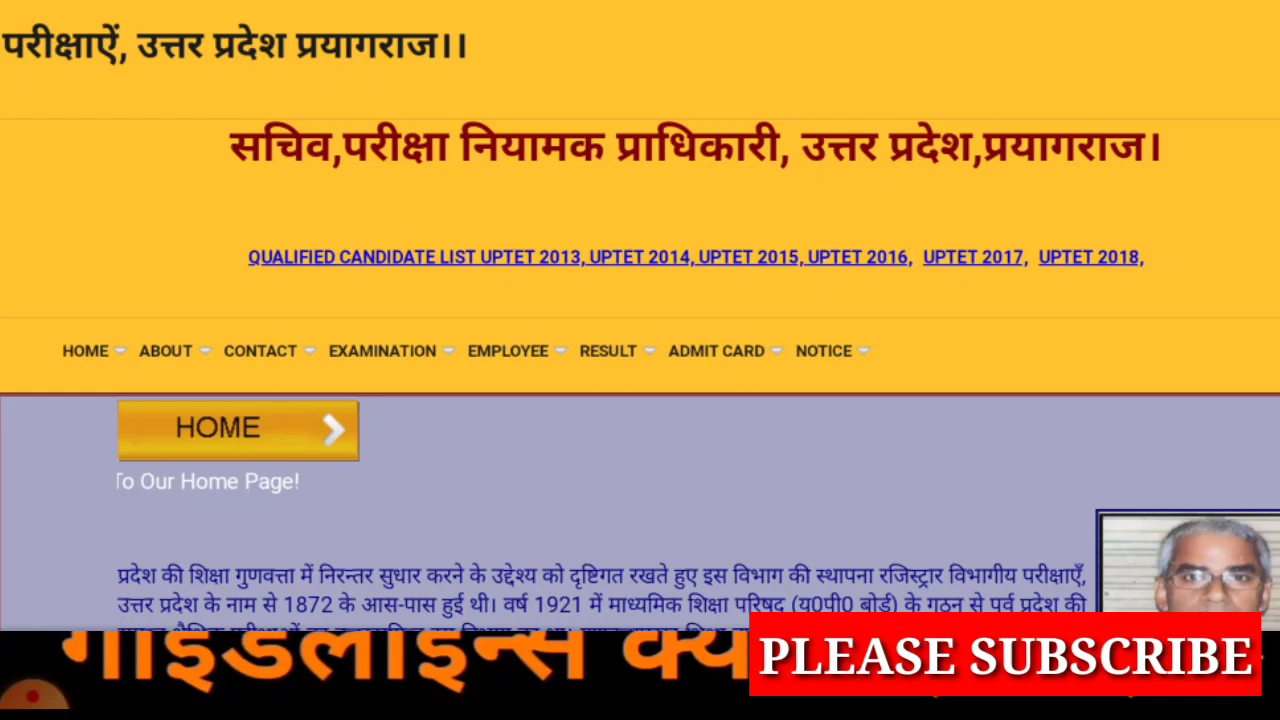 परीक्षाऐं, उत्तर प्रदेश प्रयागराज।।
सचिव,परीक्षा नियामक प्राधिकारी, उत्तर प्रदेश,प्रयागराज।
QUALIFIED CANDIDATE LIST UPTET 2013, UPTET 2014, UPTET 2015, UPTET 2016, UPTET 2017, UPTET 2018,
HOME ABOUT CONTACT EXAMINATION EMPLOYEE RESULT ADMIT CARD NOTICE
HOME
To Our Home Page!
प्रदेश की शिक्षा गुणवत्ता में निरन्तर सुधार करने के उद्देश्य को दृष्टिगत रखते हुए इस विभाग की स्थापना रजिस्ट्रार विभागीय परीक्षाएँ,
उत्तर प्रदेश के नाम से 1872 के आस-पास हुई थी। वर्ष 1921 में माध्यमिक शिक्षा परिषद (यू0पी0 बोर्ड) के गठन से पूर्व प्रदेश की
गाइडलाइन्स
PLEASE SUBSCRIBE